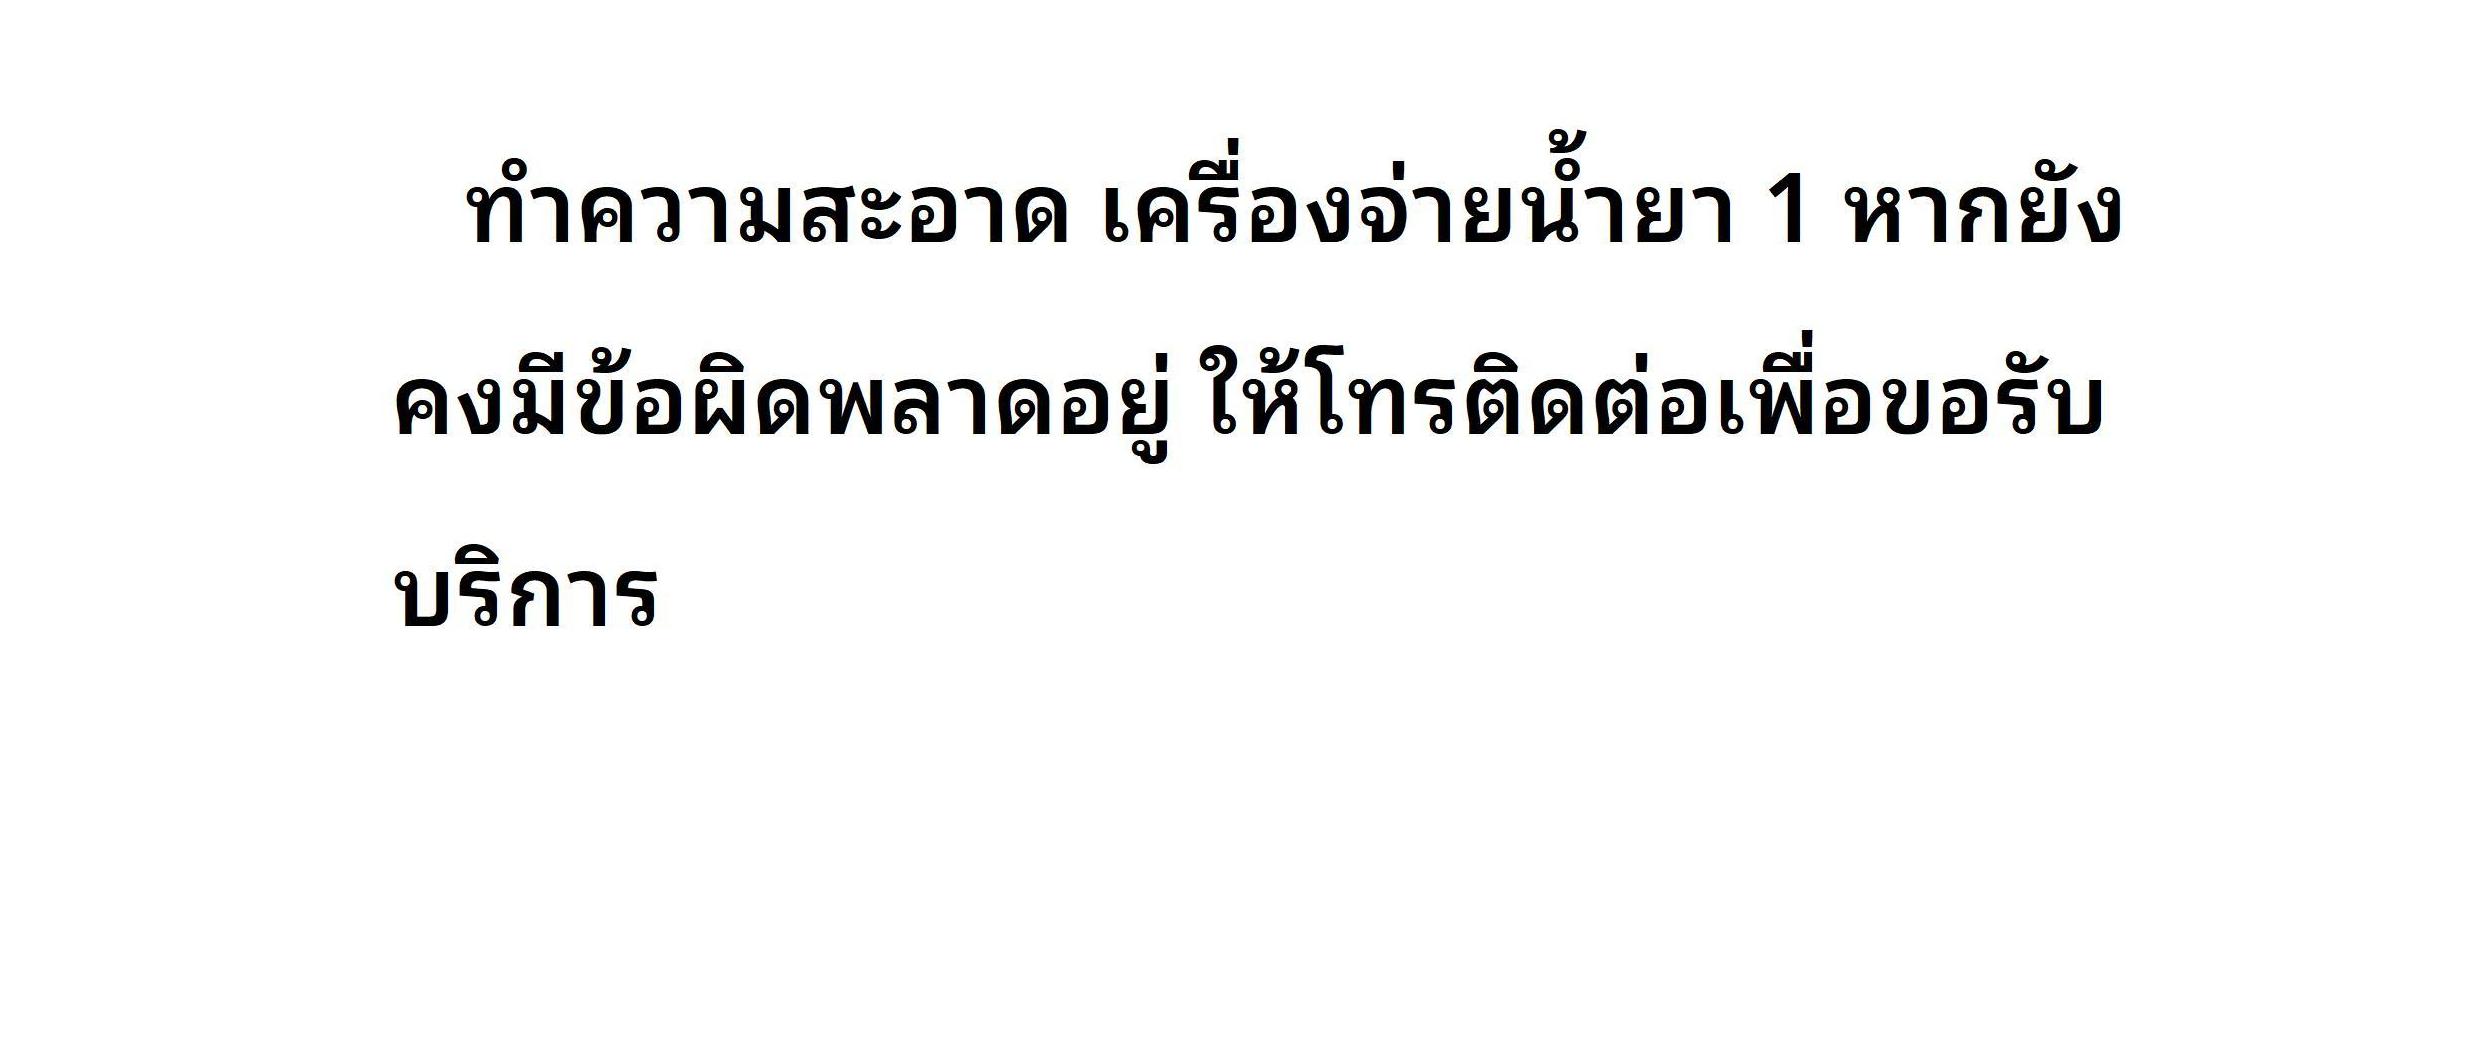 ทำความสะอาด เครื่องจ่ายน้ำยา 1 หากยัง
คงมีข้อผิดพลาดอยู่ ให้โทรติดต่อเพื่อขอรับ
บริการ